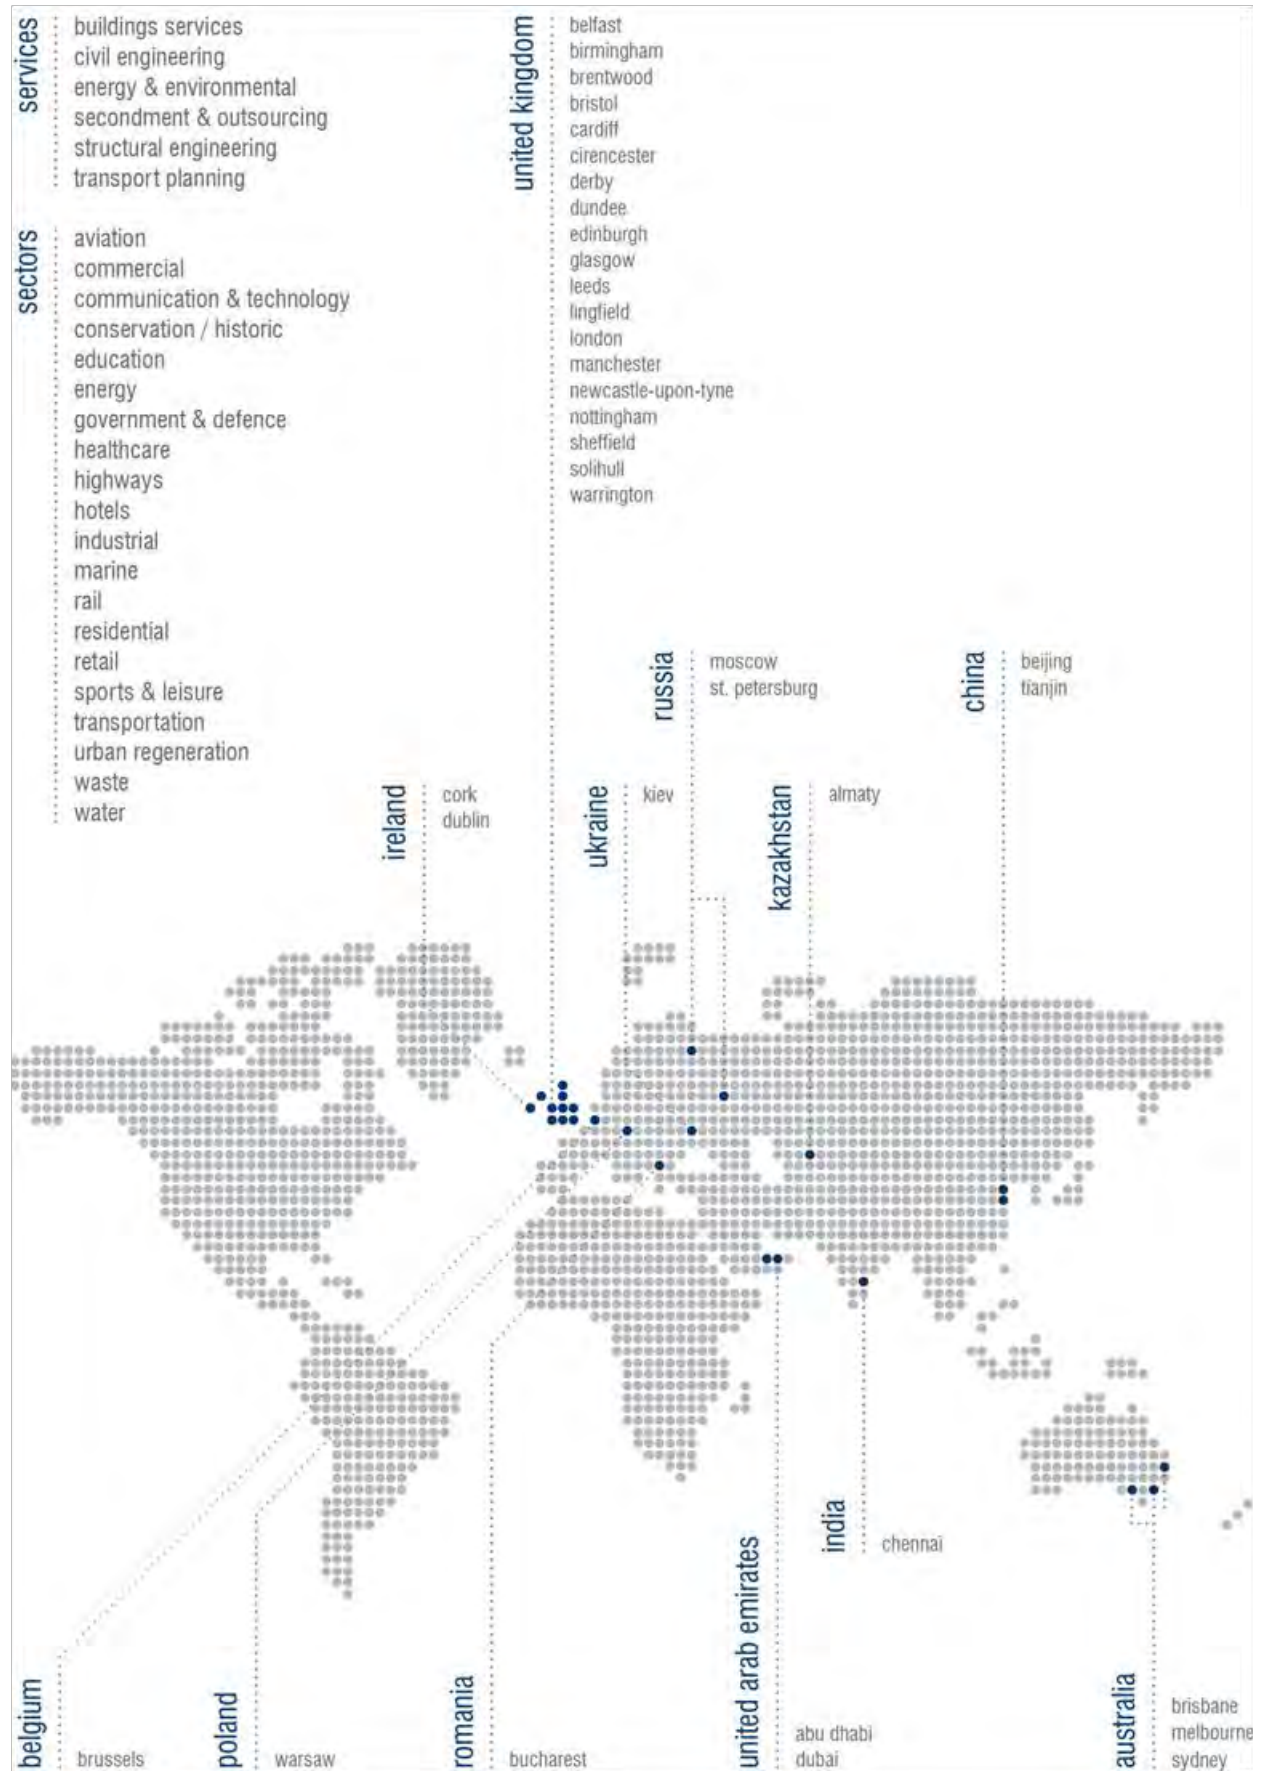 services
buildings services
civil engineering
energy & environmental
secondment & outsourcing
structural engineering
transport planning
sectors
aviation
commercial
communication & technology
conservation / historic
education
energy
government & defence
healthcare
highways
hotels
industrial
marine
rail
residential
retail
sports & leisure
transportation
urban regeneration
waste
water
united kingdom
belfast
birmingham
brentwood
bristol
cardiff
cirencester
derby
dundee
edinburgh
glasgow
leeds
lingfield
london
manchester
newcastle-upon-tyne
nottingham
sheffield
solihull
warrington
russia
moscow
st. petersburg
china
beijing
tianjin
ireland
cork
dublin
ukraine
kiev
kazakhstan
almaty
belgium
brussels
poland
warsaw
romania
bucharest
united arab emirates
abu dhabi
dubai
india
chennai
australia
brisbane
melbourne
sydney